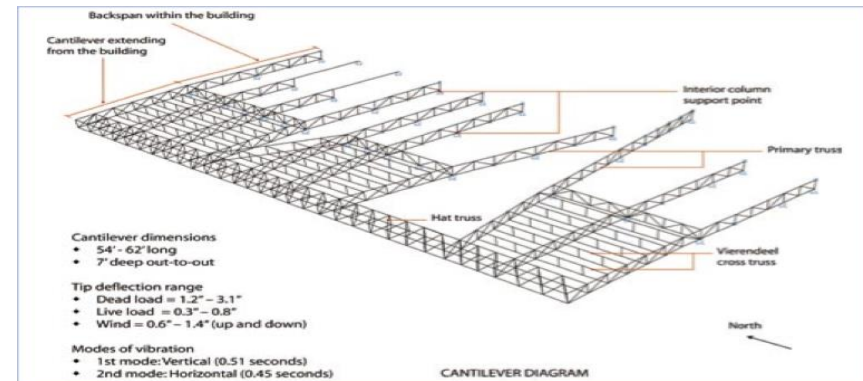 Backspan within the building
Cantilever extending
from the building
Interior column
support point
Primary truss
Hat truss
Cantilever dimensions
• 54' - 62' long
• 7' deep out-to-out
Vierendeel
cross truss
Tip deflection range
• Dead load = 1.2" – 3.1"
• Live load = 0.3" – 0.8"
• Wind = 0.6" – 1.4" (up and down)
North
Modes of vibration
• 1st mode: Vertical (0.51 seconds)
• 2nd mode: Horizontal (0.45 seconds)
CANTILEVER DIAGRAM